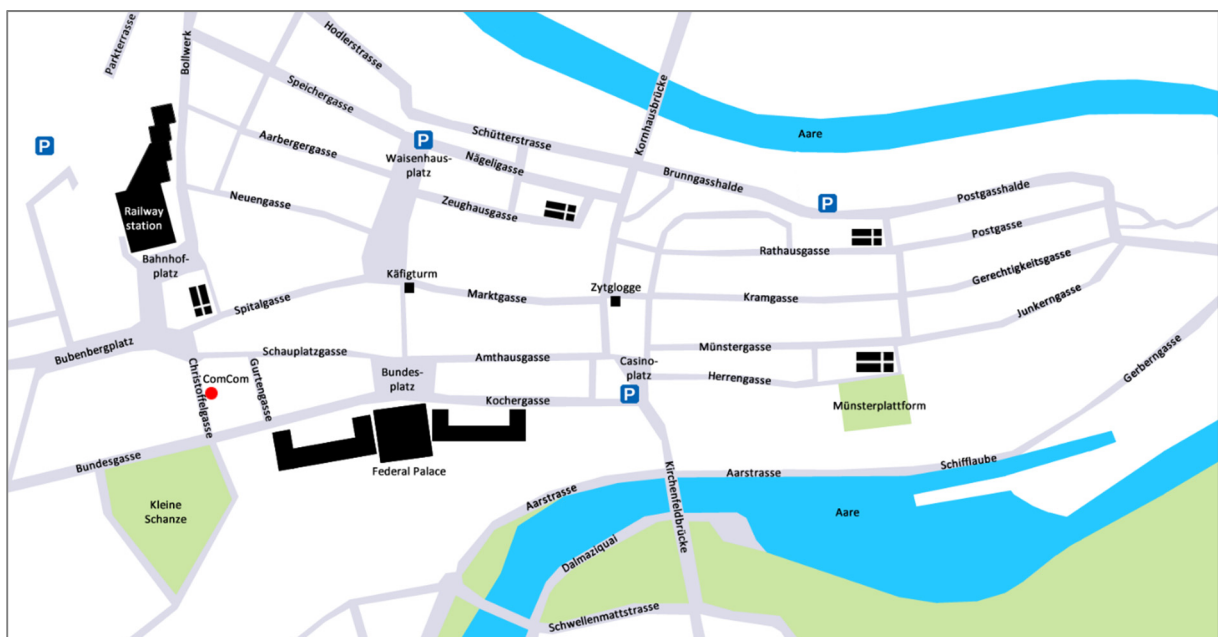 Parkterrasse
Bollwerk
Hodlerstrasse
Speichergasse
Kornhausbrücke
Aare
P
P
Schütterstrasse
Waisenhaus-
platz
Nägeligasse
Aarbergergasse
Brunngasshalde
Neuengasse
Zeughausgasse
P
Postgasshalde
Railway
station
Postgasse
Rathausgasse
Bahnhof-
platz
Käfigturm
Gerechtigkeitsgasse
Spitalgasse
Marktgasse
Zytglogge
Kramgasse
Junkerngasse
Bubenbergplatz
Schauplatzgasse
Amthausgasse
Münstergasse
Casino-
platz
Gerberngasse
Christoffelgasse
ComCom
Gurtengasse
Bundes-
platz
Herrengasse
P
Kochergasse
Münsterplattform
Bundesgasse
Federal Palace
Kirchenfeldbrücke
Aarstrasse
Aarstrasse
Schifflaube
Kleine
Schanze
Aare
Dalmaziquai
Schwellenmattstrasse